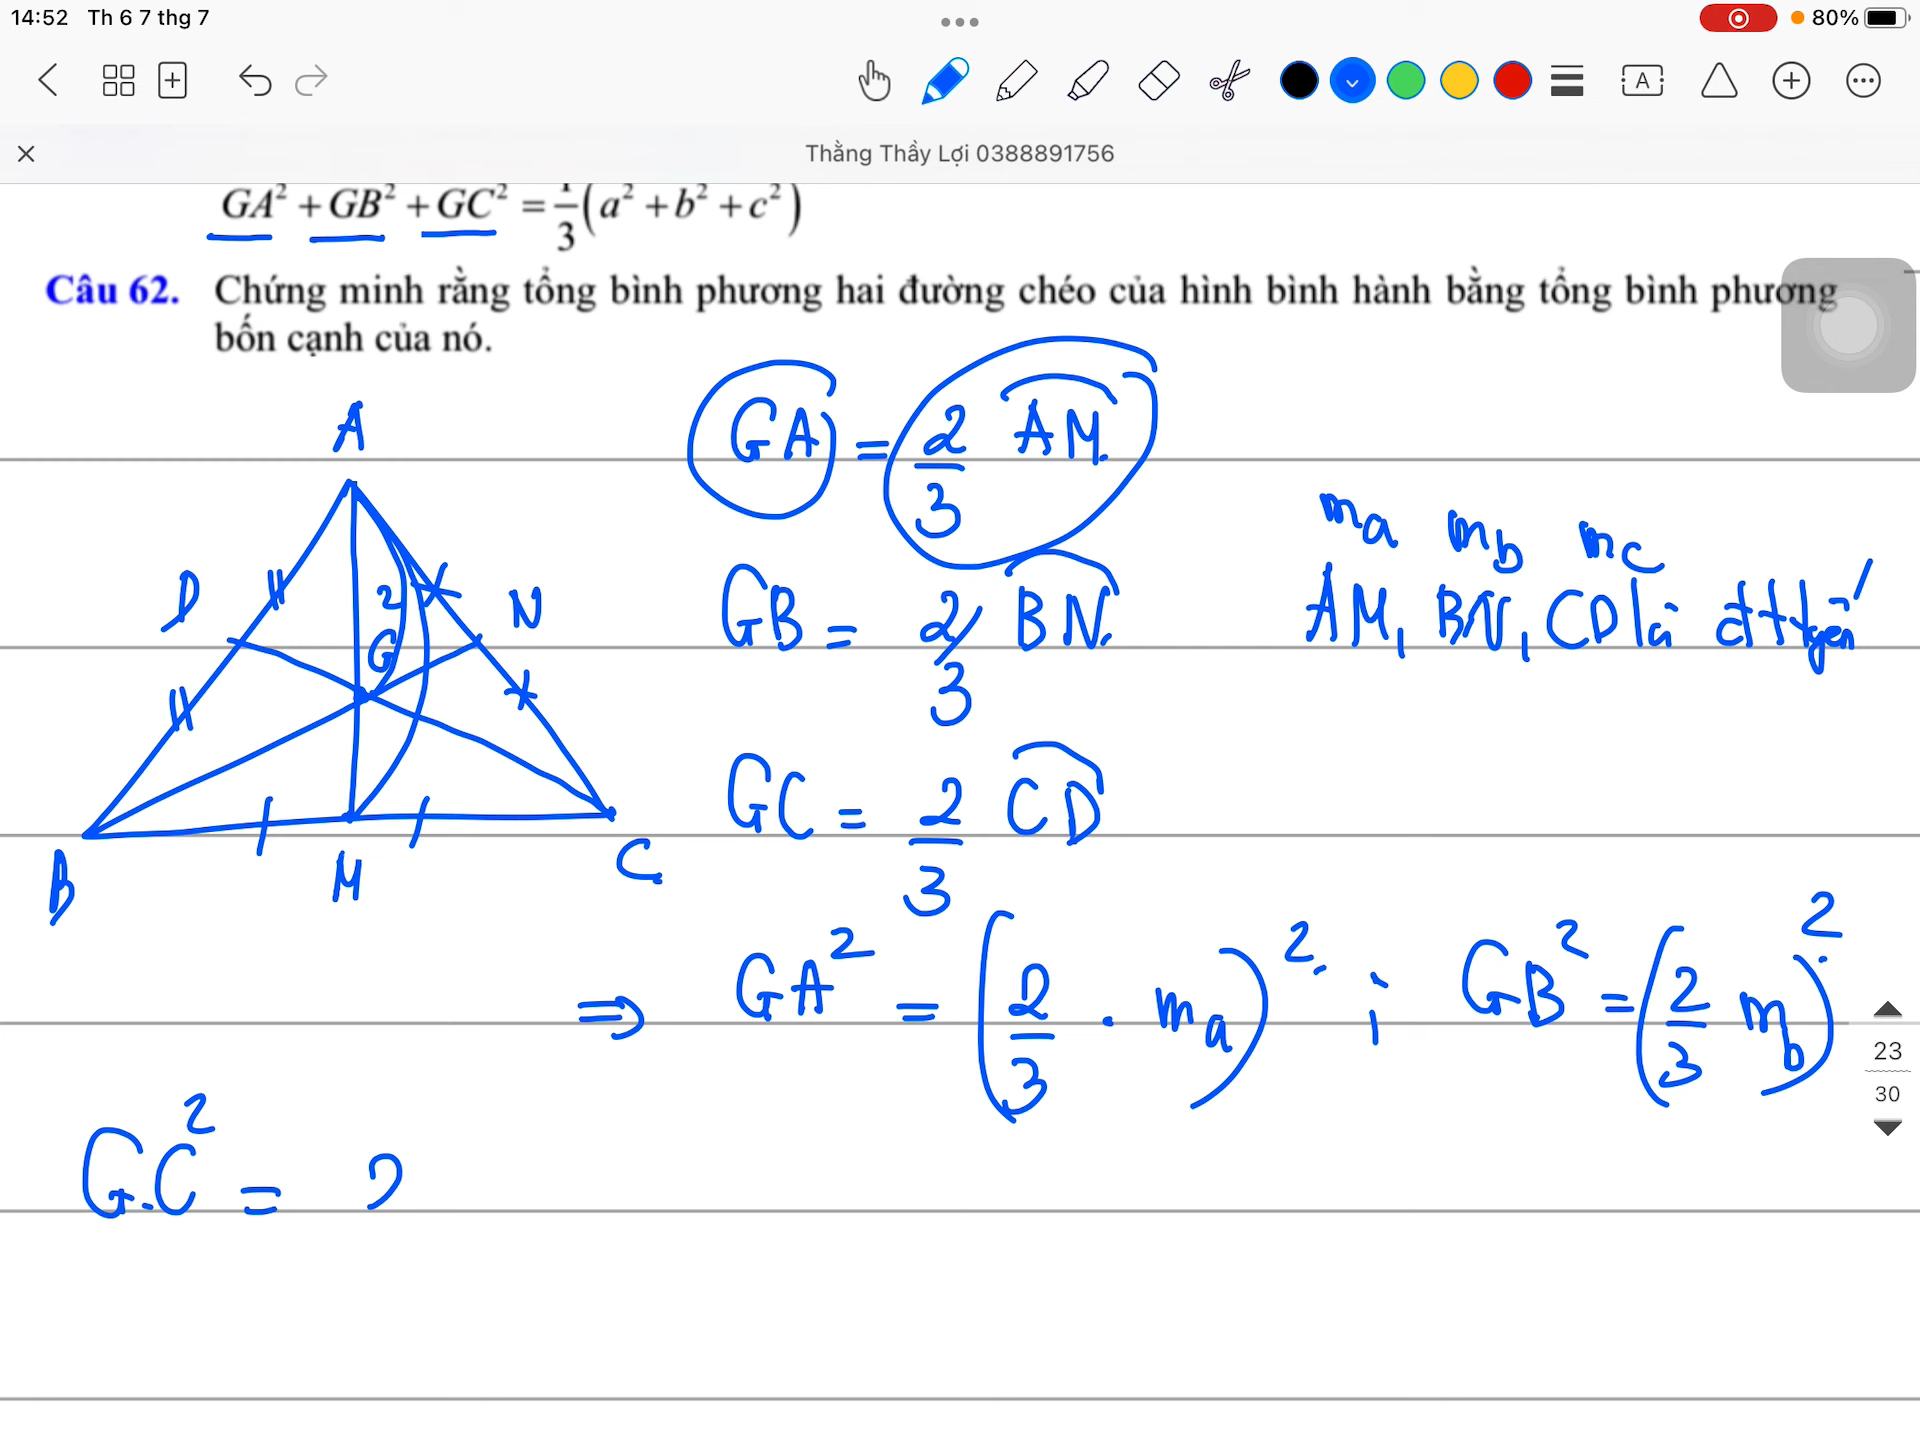 14:52 Th 6 7 thg 7
80%
A
Thằng Thầy Lợi 0388891756
GA² + GB² + GC² = 1/3 (a² + b² + c²)
Câu 62. Chứng minh rằng tổng bình phương hai đường chéo của hình bình hành bằng tổng bình phương
bốn cạnh của nó.
A
GA = 2/3 AM.
ma mb mc
D
2
N
G
GB = 2/3 BN.
AM, BN, CD là
GC = 2/3 CD
B
M
C
⇒ GA² = (2/3 . ma)² ; GB² = (2/3 mb)²
23
30
GC² = 2